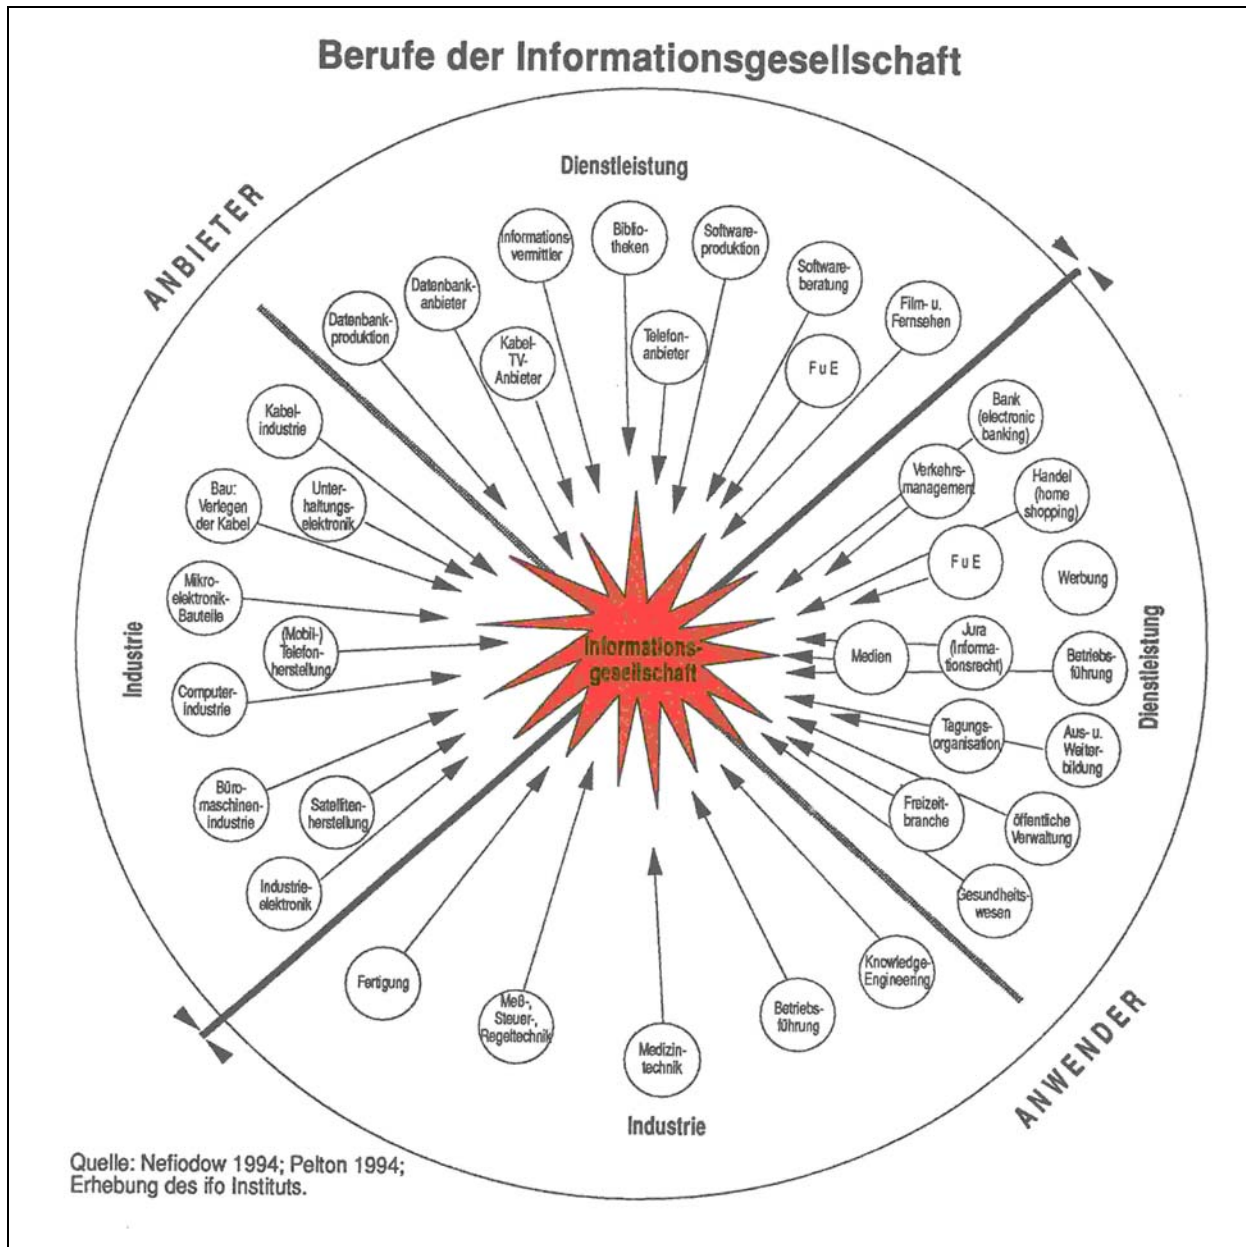 Berufe der Informationsgesellschaft
Dienstleistung
ANBIETER
Informations-
vermittler
Biblio-
theken
Software-
produktion
Software-
beratung
Datenbank-
anbieter
Film- u.
Fernsehen
Datenbank-
produktion
Kabel-
TV-
Anbieter
Telefon-
anbieter
F u E
Kabel-
industrie
Bau:
Verlegen
der Kabel
Unter-
haltungs-
elektronik
Mikro-
elektronik-
Bauteile
(Mobil-)
Telefon-
herstellung
Industrie
Computer-
industrie
Büro-
maschinen-
industrie
Satelliten-
herstellung
Industrie-
elektronik
Informations-
gesellschaft
Bank
(electronic
banking)
Verkehrs-
management
Handel
(home
shopping)
F u E
Werbung
Medien
Jura
(Informa-
tionsrecht)
Betriebs-
führung
Dienstleistung
Tagungs-
organisation
Aus- u.
Weiter-
bildung
Freizeit-
branche
öffentliche
Verwaltung
Gesundheits-
wesen
Fertigung
Meß-,
Steuer-,
Regeltechnik
Medizin-
technik
Betriebs-
führung
Knowledge-
Engineering
ANWENDER
Industrie
Quelle: Nefiodow 1994; Pelton 1994;
Erhebung des ifo Instituts.